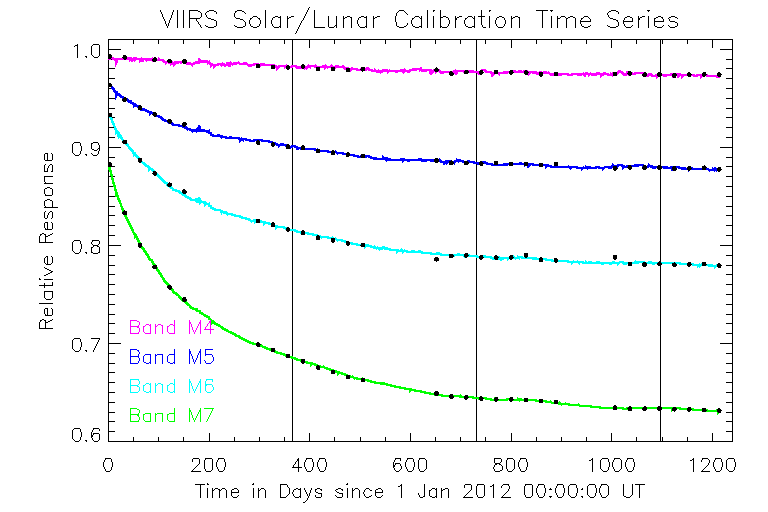 VIIRS Solar/Lunar Calibration Time Series
1.0
0.9
0.8
0.7
0.6
Relative Response
Band M4
Band M5
Band M6
Band M7
0 200 400 600 800 1000 1200
Time in Days since 1 Jan 2012 00:00:00 UT